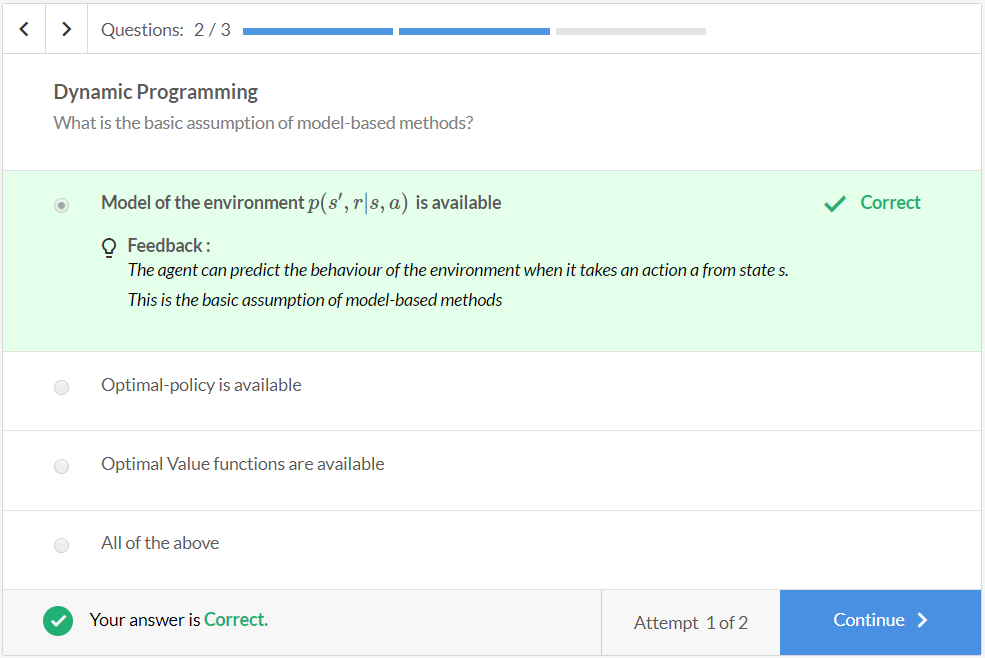 Questions: 2 / 3
Dynamic Programming
What is the basic assumption of model-based methods?
Model of the environment p(s′, r|s, a) is available
Correct
Feedback :
The agent can predict the behaviour of the environment when it takes an action a from state s.
This is the basic assumption of model-based methods
Optimal-policy is available
Optimal Value functions are available
All of the above
Your answer is Correct.
Attempt 1 of 2
Continue